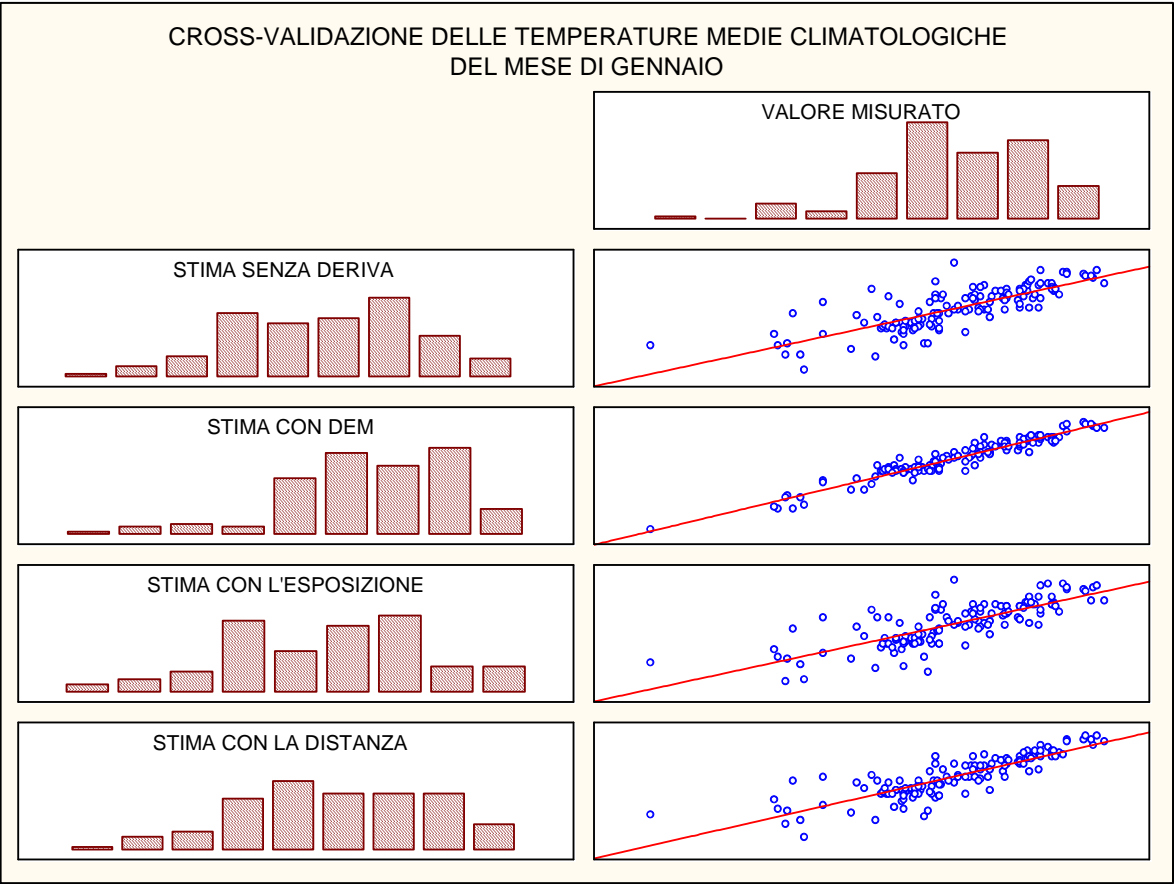 CROSS-VALIDAZIONE DELLE TEMPERATURE MEDIE CLIMATOLOGICHE
DEL MESE DI GENNAIO
VALORE MISURATO
STIMA SENZA DERIVA
STIMA CON DEM
STIMA CON L'ESPOSIZIONE
STIMA CON LA DISTANZA